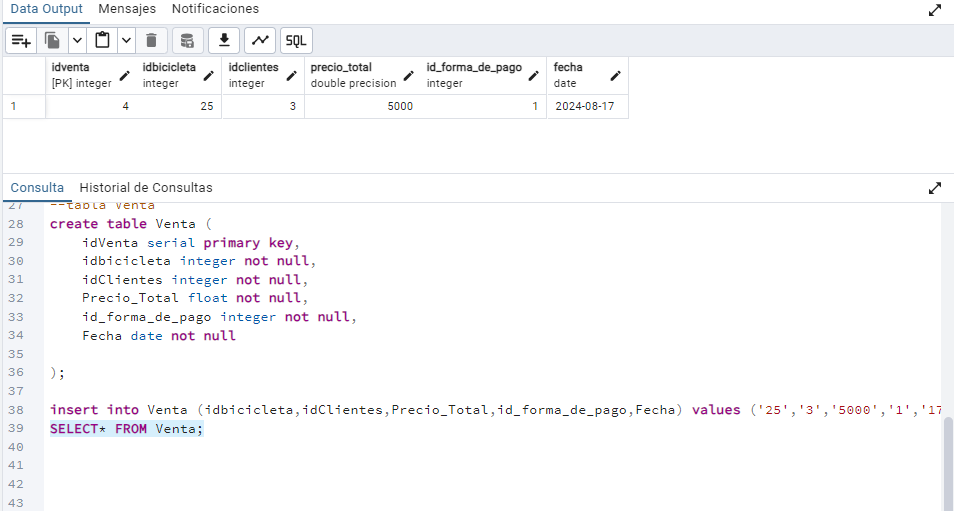 Data Output Mensajes Notificaciones
SQL
idventa idbicicleta idclientes precio_total id_forma_de_pago fecha
[PK] integer integer integer double precision integer date
1 4 25 3 5000 1 2024-08-17
Consulta Historial de Consultas
27 --tabla Venta
28 create table Venta (
29 idVenta serial primary key,
30 idbicicleta integer not null,
31 idClientes integer not null,
32 Precio_Total float not null,
33 id_forma_de_pago integer not null,
34 Fecha date not null
35
36 );
37
38 insert into Venta (idbicicleta,idClientes,Precio_Total,id_forma_de_pago,Fecha) values ('25','3','5000','1','17
39 SELECT* FROM Venta;
40
41
42
43